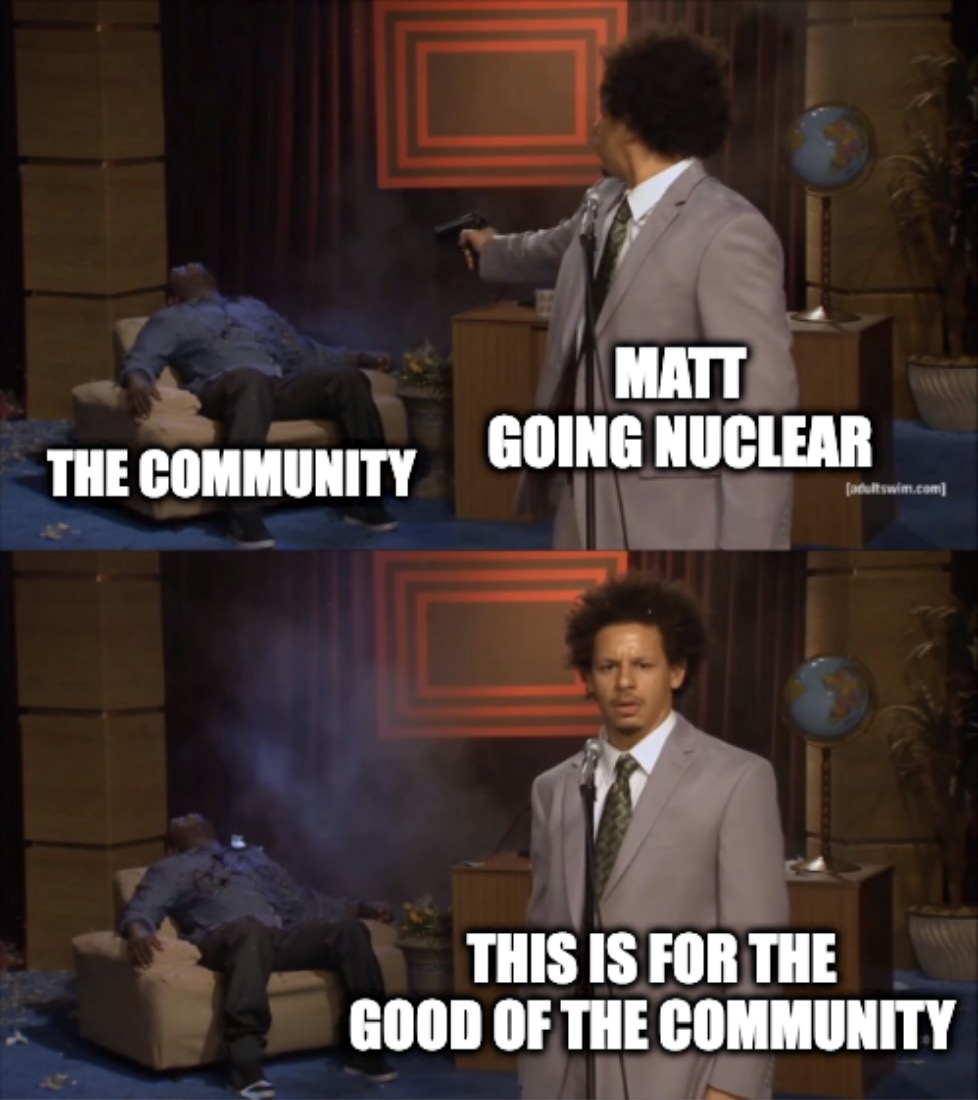 MATT
GOING NUCLEAR
THE COMMUNITY
[adultswim.com]
THIS IS FOR THE
GOOD OF THE COMMUNITY